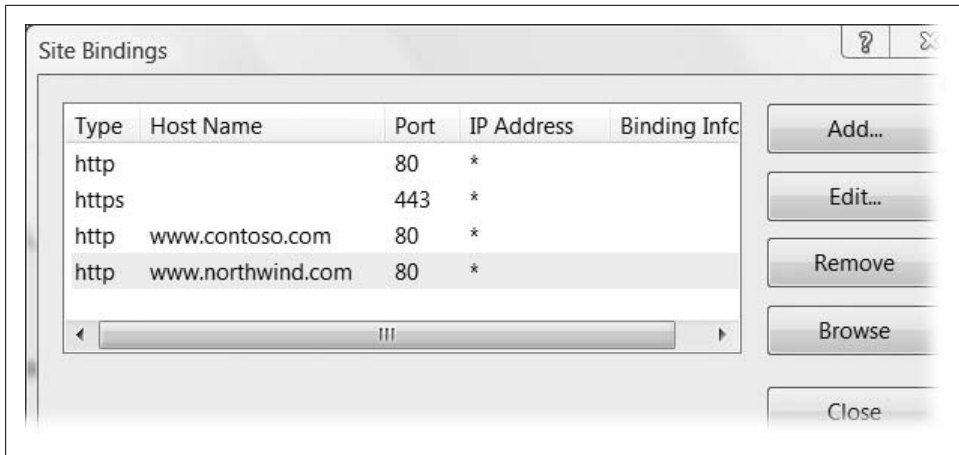 Site Bindings
Type Host Name Port IP Address Binding Info
http 80 *
https 443 *
http www.contoso.com 80 *
http www.northwind.com 80 *
Add...
Edit...
Remove
Browse
Close